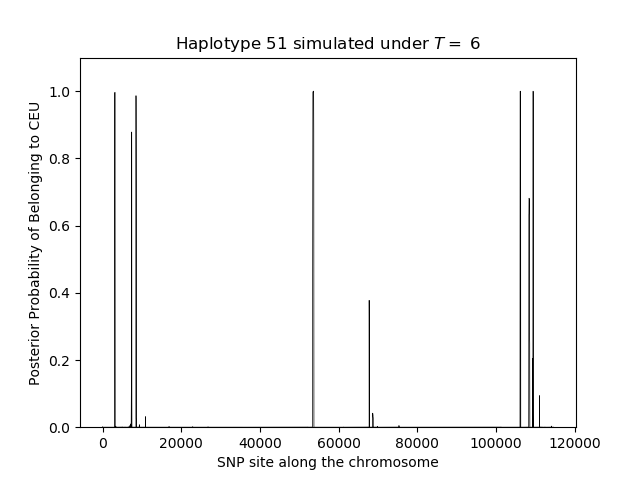 Haplotype 51 simulated under T = 6
Posterior Probability of Belonging to CEU
1.0
0.8
0.6
0.4
0.2
0.0
0 20000 40000 60000 80000 100000 120000
SNP site along the chromosome